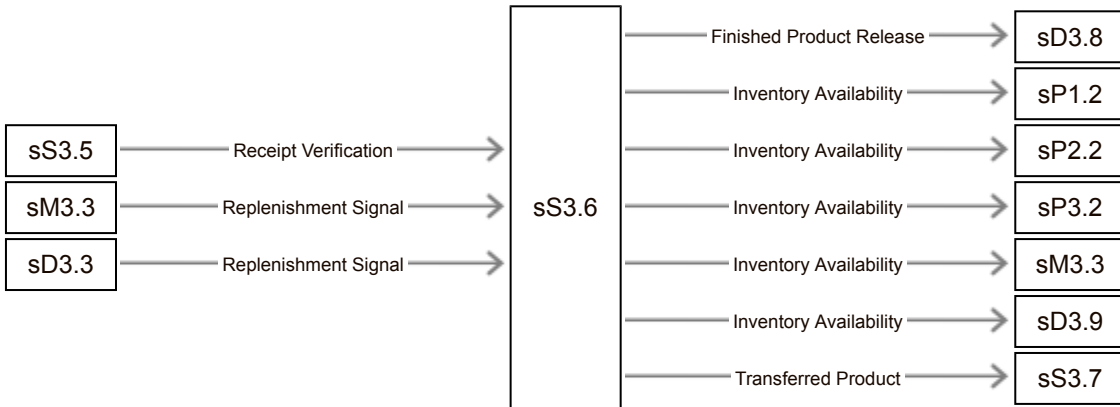 Finished Product Release sD3.8
Inventory Availability sP1.2
sS3.5 Receipt Verification Inventory Availability sP2.2
sM3.3 Replenishment Signal sS3.6 Inventory Availability sP3.2
sD3.3 Replenishment Signal Inventory Availability sM3.3
Inventory Availability sD3.9
Transferred Product sS3.7